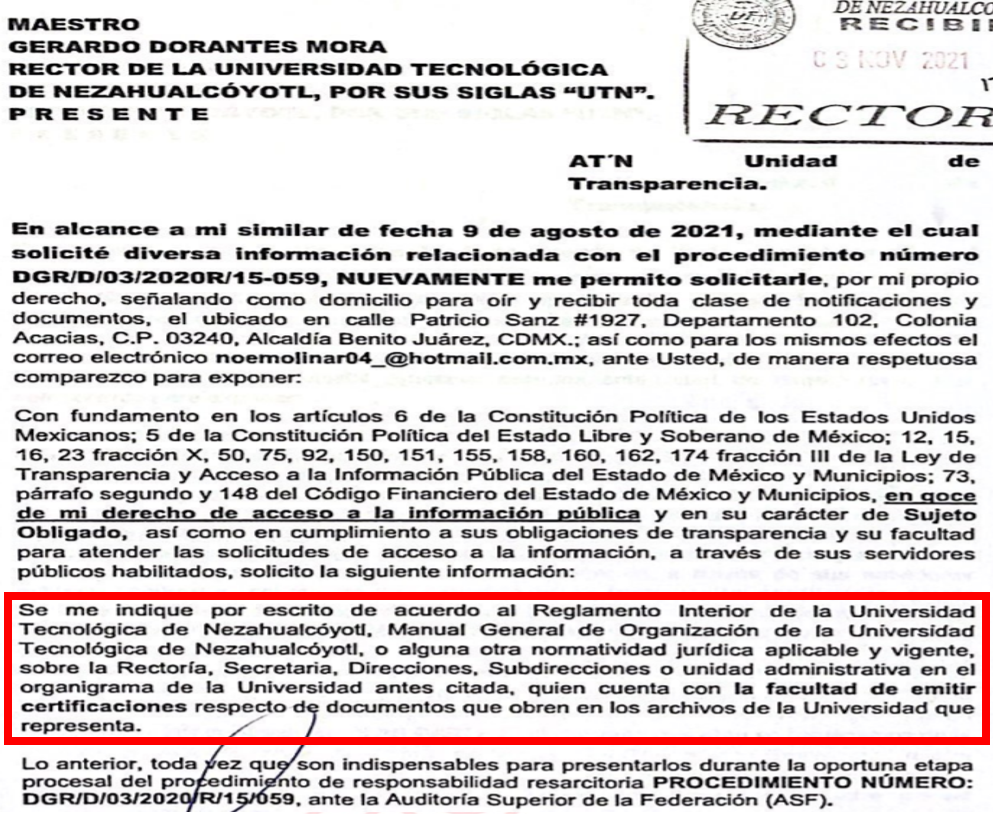 DE NEZAHUALCO
RECIBI
03 NOV 2021
RECTOR
MAESTRO
GERARDO DORANTES MORA
RECTOR DE LA UNIVERSIDAD TECNOLÓGICA
DE NEZAHUALCÓYOTL, POR SUS SIGLAS “UTN”.
P R E S E N T E
AT´N Unidad de
Transparencia.
En alcance a mi similar de fecha 9 de agosto de 2021, mediante el cual
solicité diversa información relacionada con el procedimiento número
DGR/D/03/2020R/15-059, NUEVAMENTE me permito solicitarle, por mi propio
derecho, señalando como domicilio para oír y recibir toda clase de notificaciones y
documentos, el ubicado en calle Patricio Sanz #1927, Departamento 102, Colonia
Acacias, C.P. 03240, Alcaldía Benito Juárez, CDMX.; así como para los mismos efectos el
correo electrónico noemolinar04_@hotmail.com.mx, ante Usted, de manera respetuosa
comparezco para exponer:
Con fundamento en los artículos 6 de la Constitución Política de los Estados Unidos
Mexicanos; 5 de la Constitución Política del Estado Libre y Soberano de México; 12, 15,
16, 23 fracción X, 50, 75, 92, 150, 151, 155, 158, 160, 162, 174 fracción III de la Ley de
Transparencia y Acceso a la Información Pública del Estado de México y Municipios; 73,
párrafo segundo y 148 del Código Financiero del Estado de México y Municipios, en goce
de mi derecho de acceso a la información pública y en su carácter de Sujeto
Obligado, así como en cumplimiento a sus obligaciones de transparencia y su facultad
para atender las solicitudes de acceso a la información, a través de sus servidores
públicos habilitados, solicito la siguiente información:
Se me indique por escrito de acuerdo al Reglamento Interior de la Universidad
Tecnológica de Nezahualcóyotl, Manual General de Organización de la Universidad
Tecnológica de Nezahualcóyotl, o alguna otra normatividad jurídica aplicable y vigente,
sobre la Rectoría, Secretaria, Direcciones, Subdirecciones o unidad administrativa en el
organigrama de la Universidad antes citada, quien cuenta con la facultad de emitir
certificaciones respecto de documentos que obren en los archivos de la Universidad que
representa.
Lo anterior, toda vez que son indispensables para presentarlos durante la oportuna etapa
procesal del procedimiento de responsabilidad resarcitoria PROCEDIMIENTO NÚMERO:
DGR/D/03/2020/R/15/059, ante la Auditoría Superior de la Federación (ASF).